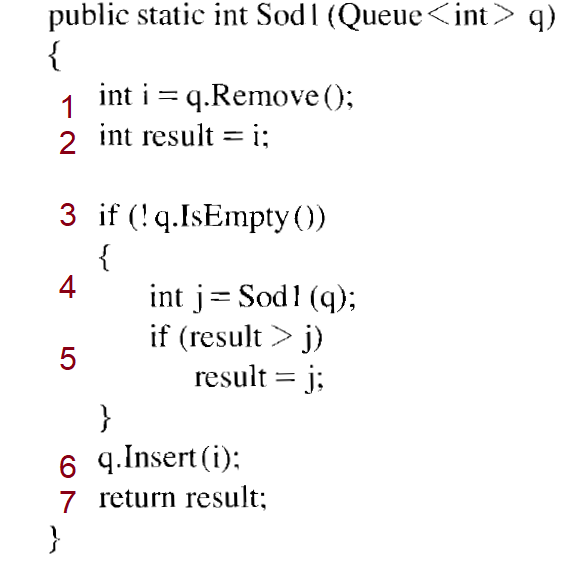 public static int Sod1 (Queue<int> q)
{
1 int i = q.Remove();
2 int result = i;
3 if (! q.IsEmpty())
{
4 int j = Sod1 (q);
if (result > j)
5
result = j;
}
6 q.Insert(i);
7 return result;
}